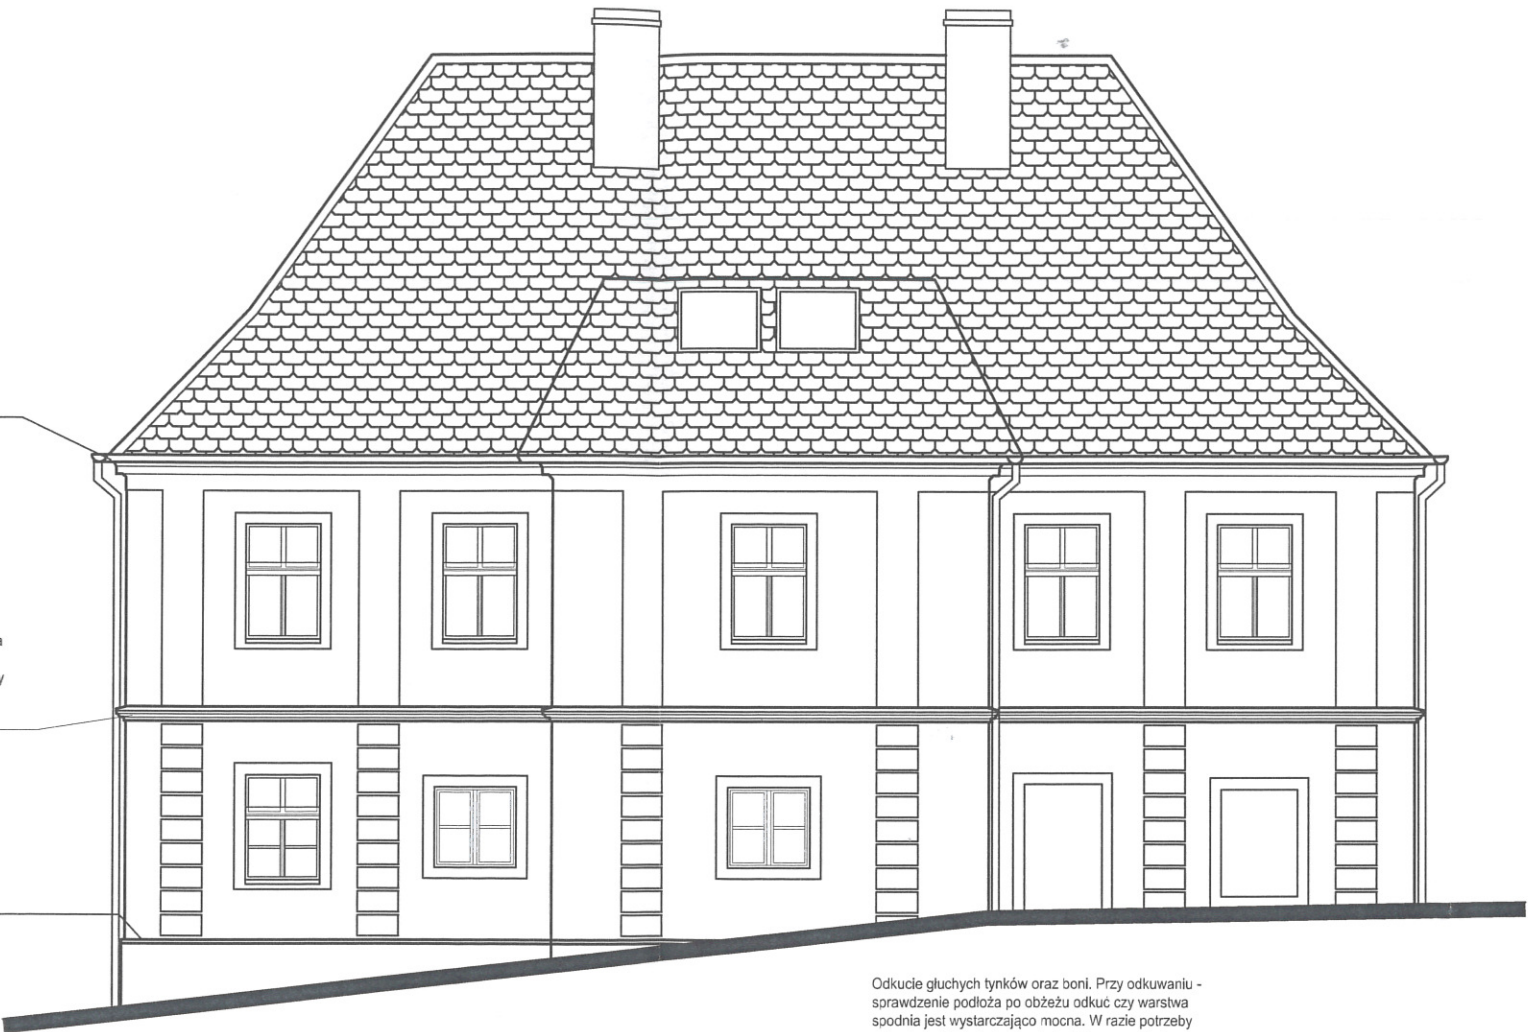 a
y
Odkucie głuchych tynków oraz boni. Przy odkuwaniu -
sprawdzenie podłoża po obżeżu odkuć czy warstwa
spodnia jest wystarczająco mocna. W razie potrzeby